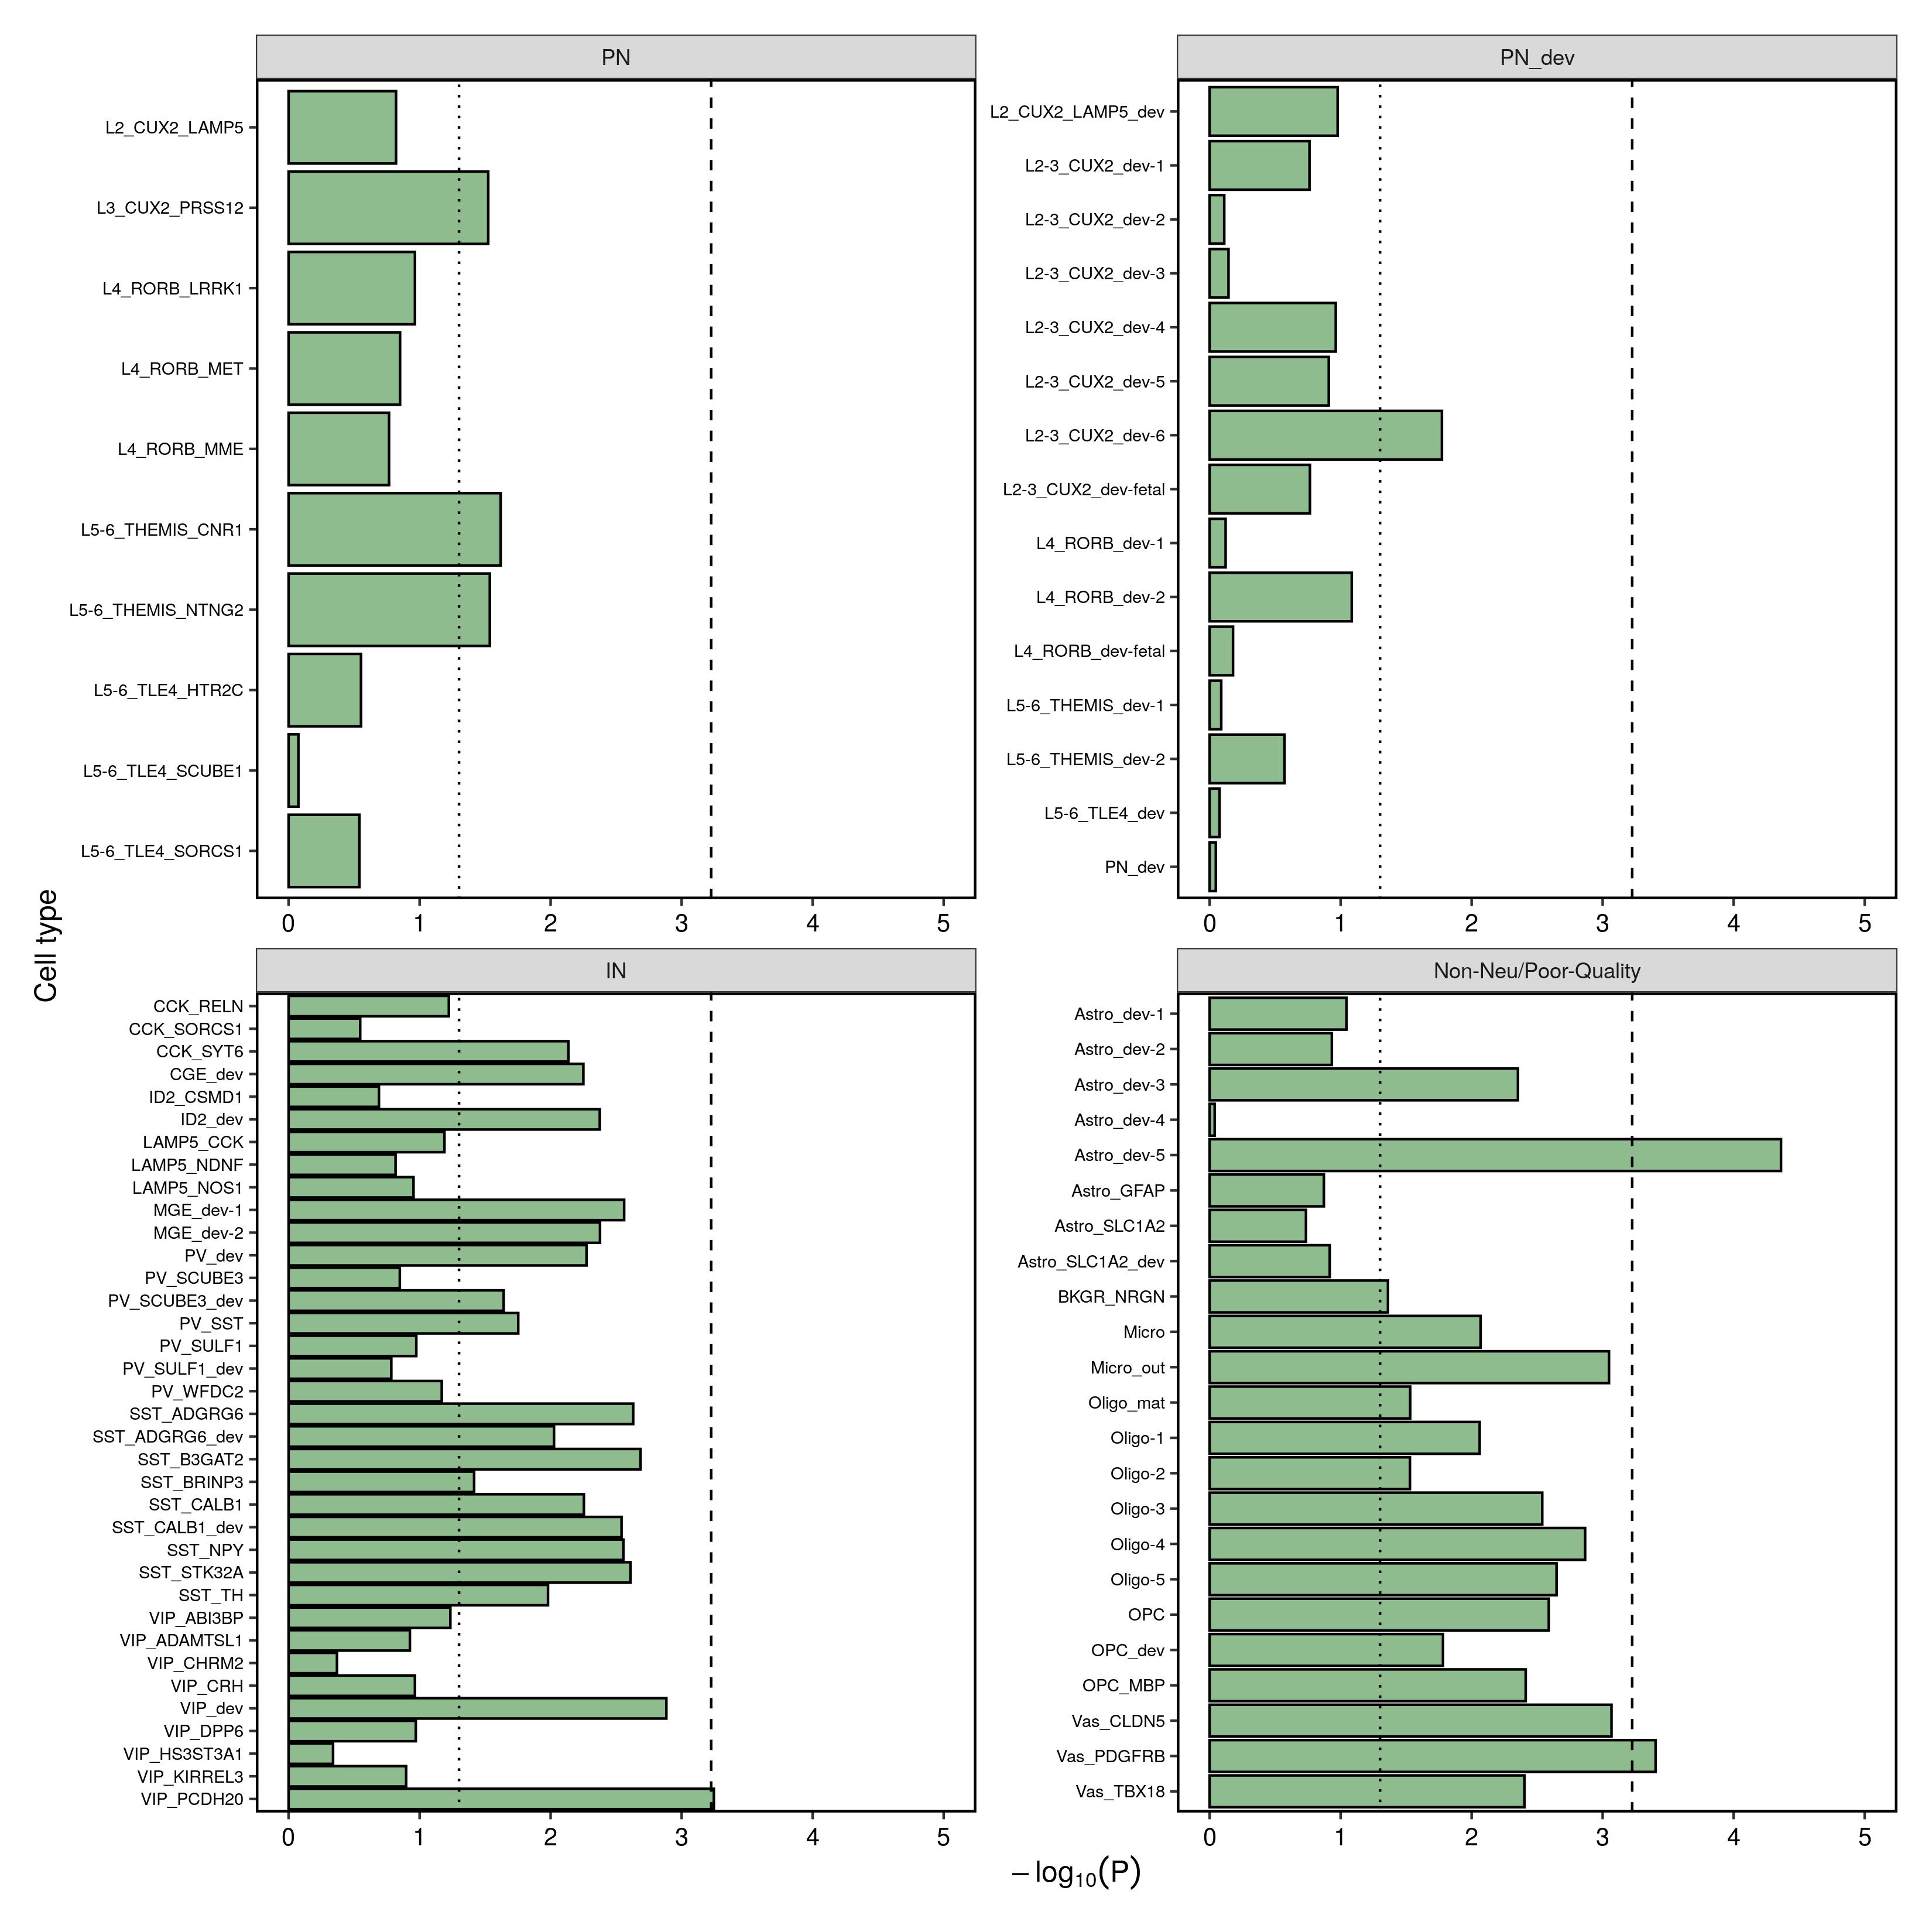 PN
L2_CUX2_LAMP5
L3_CUX2_PRSS12
L4_RORB_LRRK1
L4_RORB_MET
L4_RORB_MME
L5-6_THEMIS_CNR1
L5-6_THEMIS_NTNG2
L5-6_TLE4_HTR2C
L5-6_TLE4_SCUBE1
L5-6_TLE4_SORCS1
0 1 2 3 4 5
PN_dev
L2_CUX2_LAMP5_dev
L2-3_CUX2_dev-1
L2-3_CUX2_dev-2
L2-3_CUX2_dev-3
L2-3_CUX2_dev-4
L2-3_CUX2_dev-5
L2-3_CUX2_dev-6
L2-3_CUX2_dev-fetal
L4_RORB_dev-1
L4_RORB_dev-2
L4_RORB_dev-fetal
L5-6_THEMIS_dev-1
L5-6_THEMIS_dev-2
L5-6_TLE4_dev
PN_dev
0 1 2 3 4 5
Cell type
IN
CCK_RELN
CCK_SORCS1
CCK_SYT6
CGE_dev
ID2_CSMD1
ID2_dev
LAMP5_CCK
LAMP5_NDNF
LAMP5_NOS1
MGE_dev-1
MGE_dev-2
PV_dev
PV_SCUBE3
PV_SCUBE3_dev
PV_SST
PV_SULF1
PV_SULF1_dev
PV_WFDC2
SST_ADGRG6
SST_ADGRG6_dev
SST_B3GAT2
SST_BRINP3
SST_CALB1
SST_CALB1_dev
SST_NPY
SST_STK32A
SST_TH
VIP_ABI3BP
VIP_ADAMTSL1
VIP_CHRM2
VIP_CRH
VIP_dev
VIP_DPP6
VIP_HS3ST3A1
VIP_KIRREL3
VIP_PCDH20
0 1 2 3 4 5
Non-Neu/Poor-Quality
Astro_dev-1
Astro_dev-2
Astro_dev-3
Astro_dev-4
Astro_dev-5
Astro_GFAP
Astro_SLC1A2
Astro_SLC1A2_dev
BKGR_NRGN
Micro
Micro_out
Oligo_mat
Oligo-1
Oligo-2
Oligo-3
Oligo-4
Oligo-5
OPC
OPC_dev
OPC_MBP
Vas_CLDN5
Vas_PDGFRB
Vas_TBX18
0 1 2 3 4 5
−log₁₀(P)